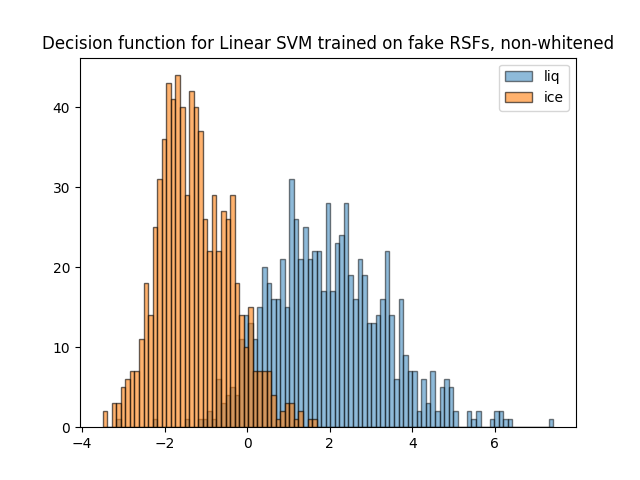 Decision function for Linear SVM trained on fake RSFs, non-whitened
liq
ice
40
30
20
10
0
−4 −2 0 2 4 6